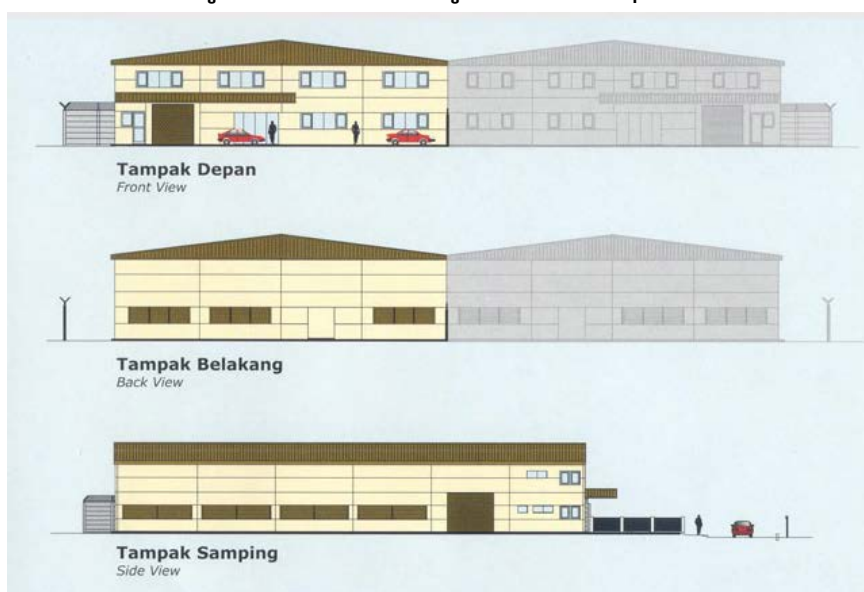 Tampak Depan
Front View
Tampak Belakang
Back View
Tampak Samping
Side View